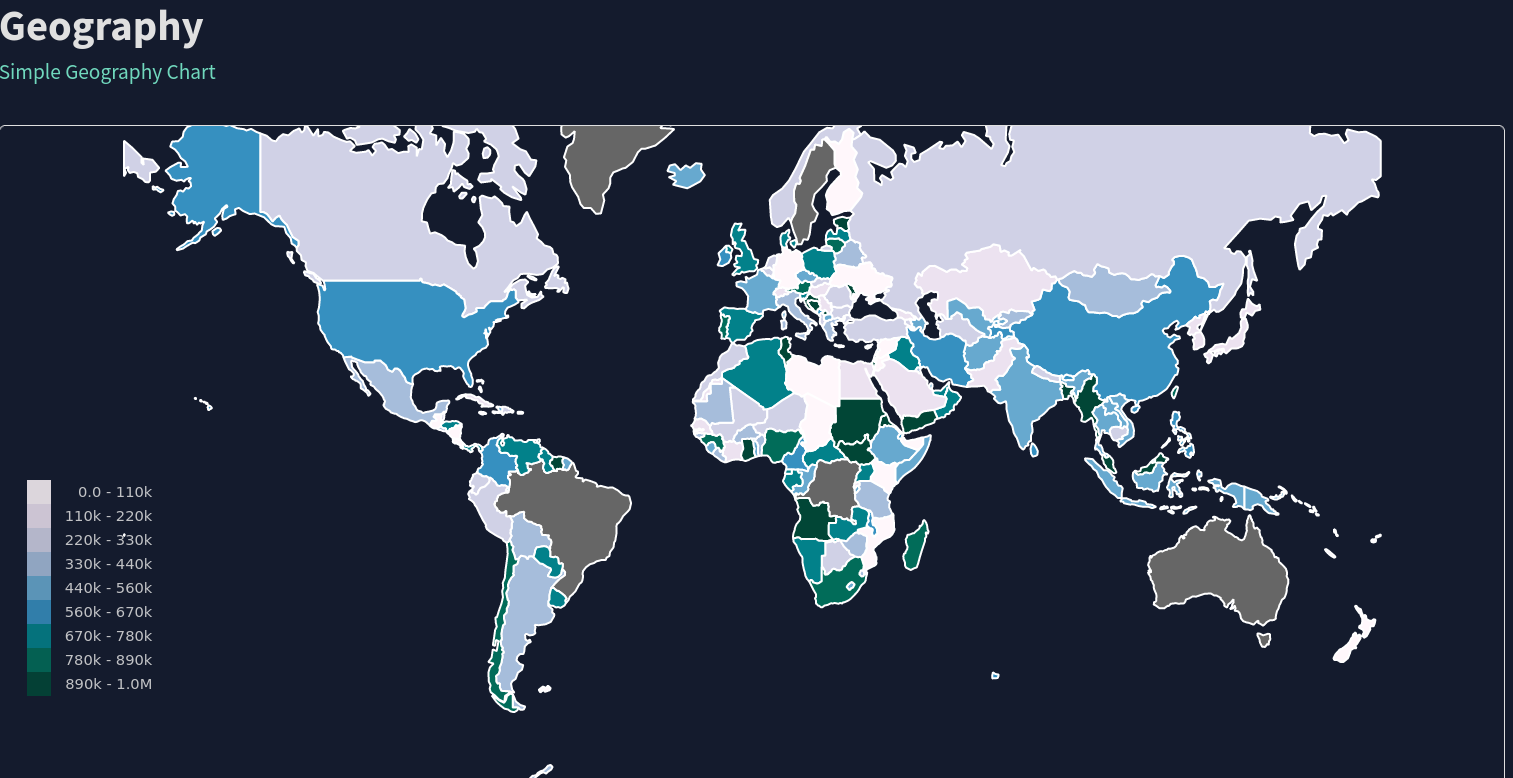 Geography
Simple Geography Chart
0.0 - 110k
110k - 220k
220k - 330k
330k - 440k
440k - 560k
560k - 670k
670k - 780k
780k - 890k
890k - 1.0M